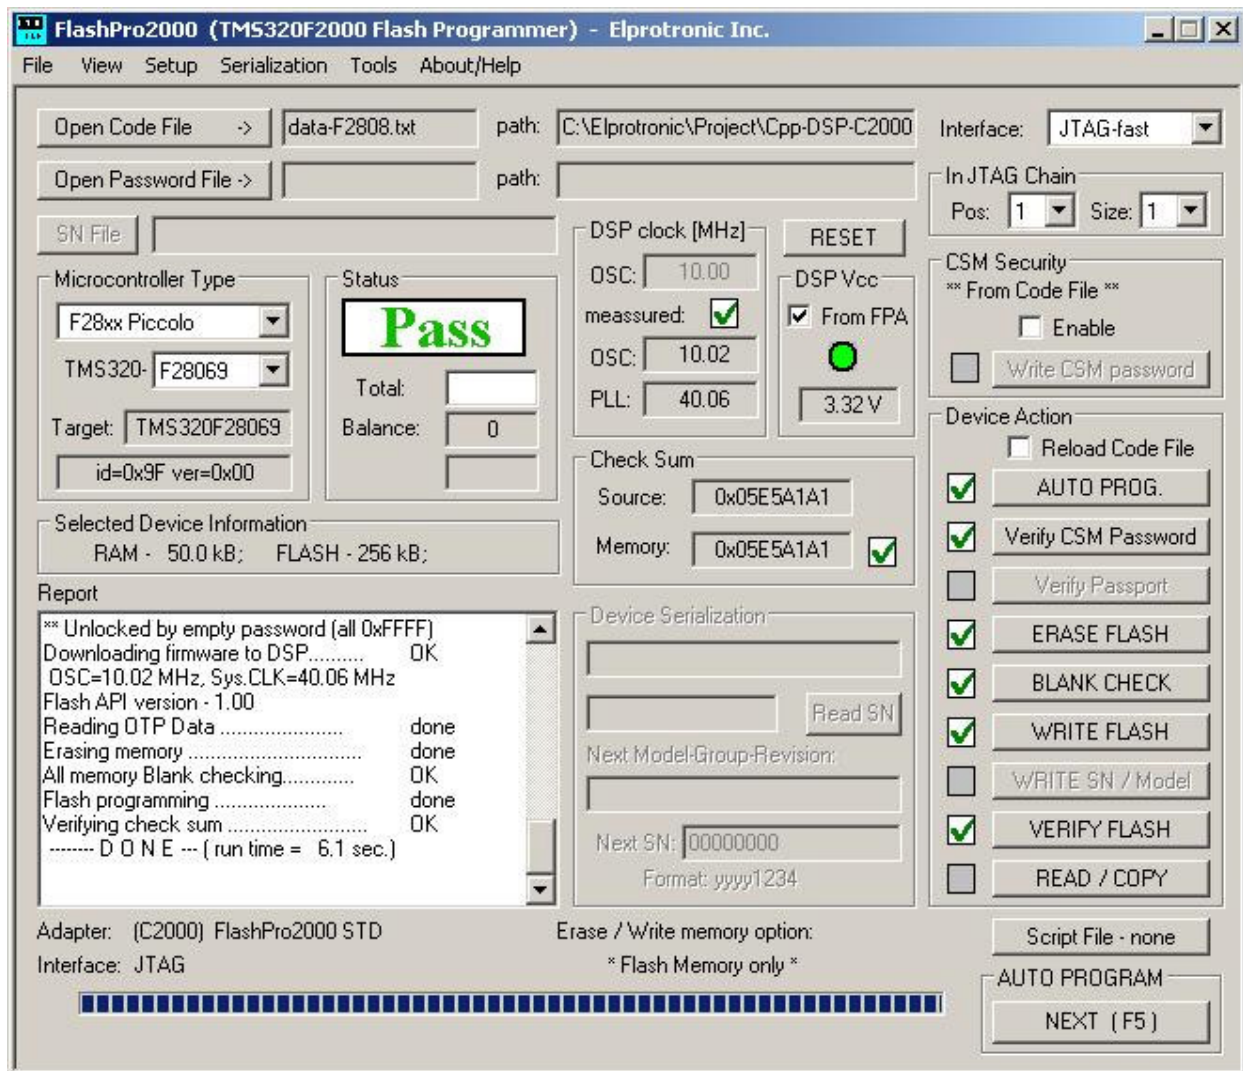 FlashPro2000 (TMS320F2000 Flash Programmer) - Elprotronic Inc.
File View Setup Serialization Tools About/Help
Open Code File -> data-F2808.txt path: C:\Elprotronic\Project\Cpp-DSP-C2000 Interface: JTAG-fast
Open Password File -> path:
In JTAG Chain
Pos: 1 Size: 1
SN File
Microcontroller Type
F28xx Piccolo
TMS320- F28069
Target: TMS320F28069
id=0x9F ver=0x00
Status
Pass
Total:
Balance: 0
DSP clock [MHz]
OSC: 10.00
meassured:
OSC: 10.02
PLL: 40.06
RESET
DSP Vcc
From FPA
3.32 V
CSM Security
** From Code File **
Enable
Write CSM password
Selected Device Information
RAM - 50.0 kB; FLASH - 256 kB;
Check Sum
Source: 0x05E5A1A1
Memory: 0x05E5A1A1
Device Action
Reload Code File
AUTO PROG.
Verify CSM Password
Verify Passport
ERASE FLASH
BLANK CHECK
WRITE FLASH
WRITE SN / Model
VERIFY FLASH
READ / COPY
Report
** Unlocked by empty password (all 0xFFFF)
Downloading firmware to DSP.......... OK
OSC=10.02 MHz, Sys.CLK=40.06 MHz
Flash API version - 1.00
Reading OTP Data ...................... done
Erasing memory ............................... done
All memory Blank checking............. OK
Flash programming .................... done
Verifying check sum ......................... OK
-------- D O N E --- ( run time = 6.1 sec.)
Device Serialization
Read SN
Next Model-Group-Revision:
Next SN: 00000000
Format: yyyy1234
Adapter: (C2000) FlashPro2000 STD
Interface: JTAG
Erase / Write memory option:
* Flash Memory only *
Script File - none
AUTO PROGRAM
NEXT ( F5 )